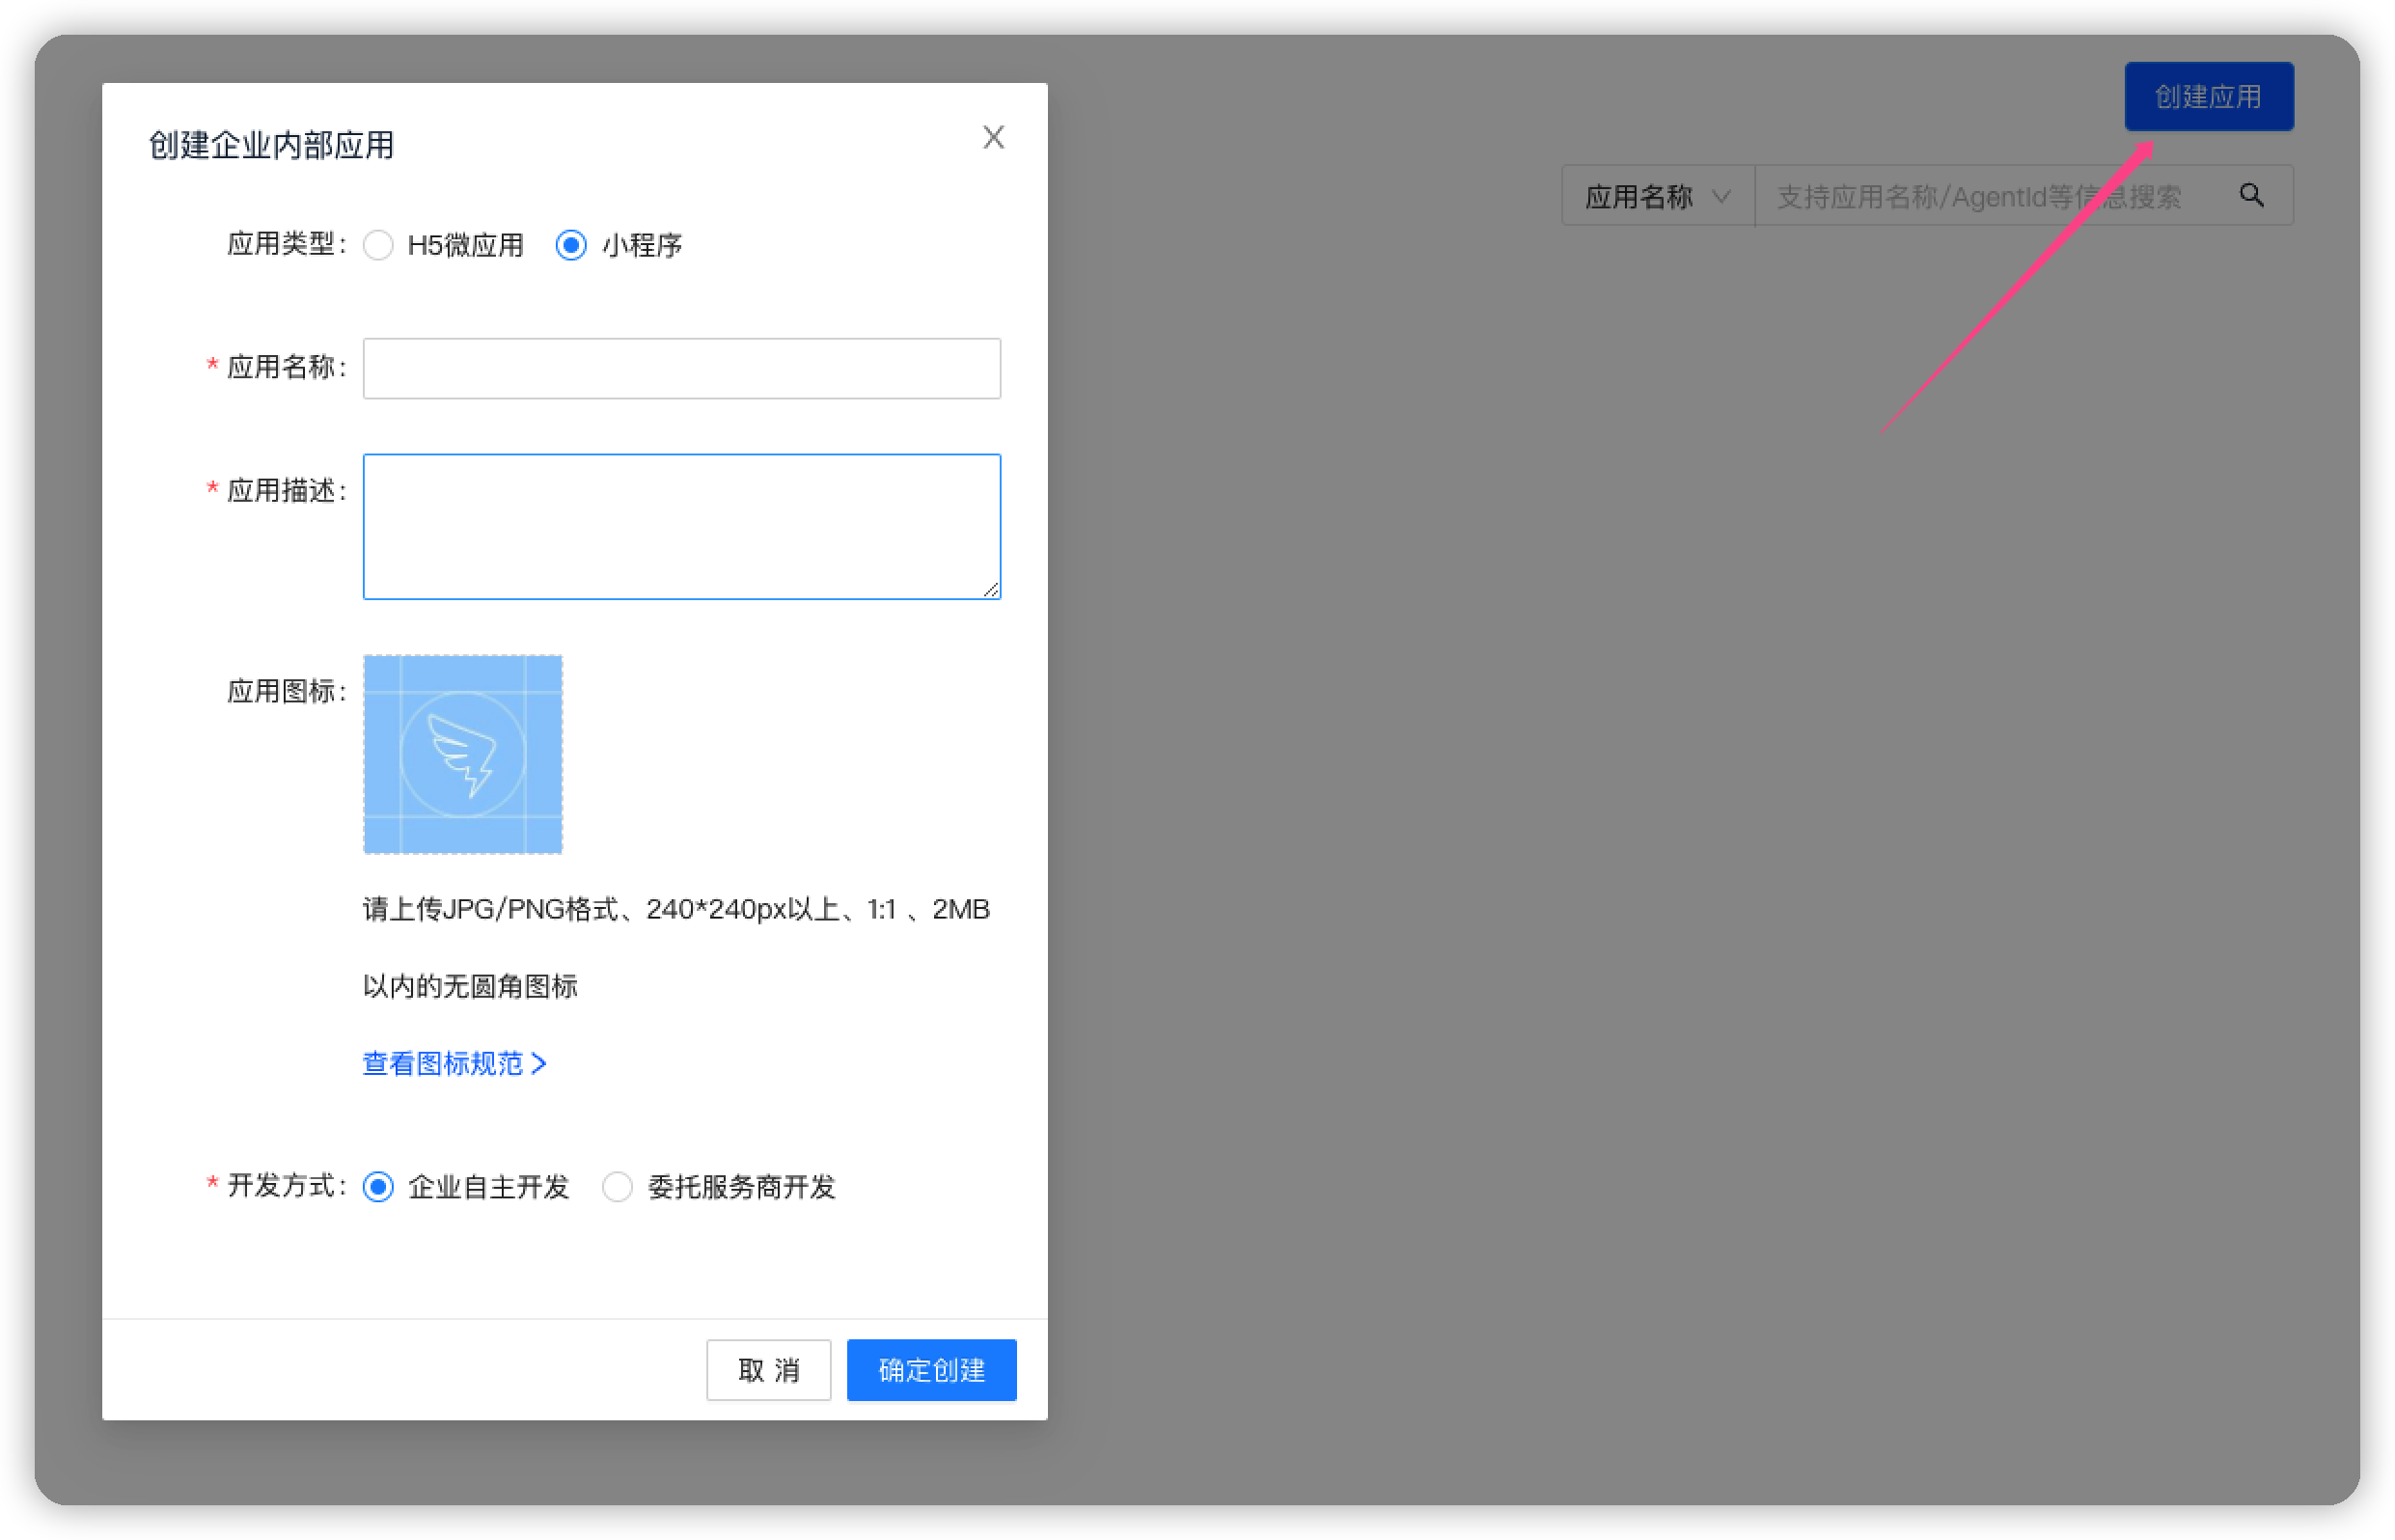 创建应用
创建企业内部应用
应用名称 支持应用名称/AgentId等信息搜索
应用类型: H5微应用 小程序
* 应用名称:
* 应用描述:
应用图标:
请上传JPG/PNG格式、240*240px以上、1:1 、2MB
以内的无圆角图标
查看图标规范 >
* 开发方式: 企业自主开发 委托服务商开发
取 消 确定创建